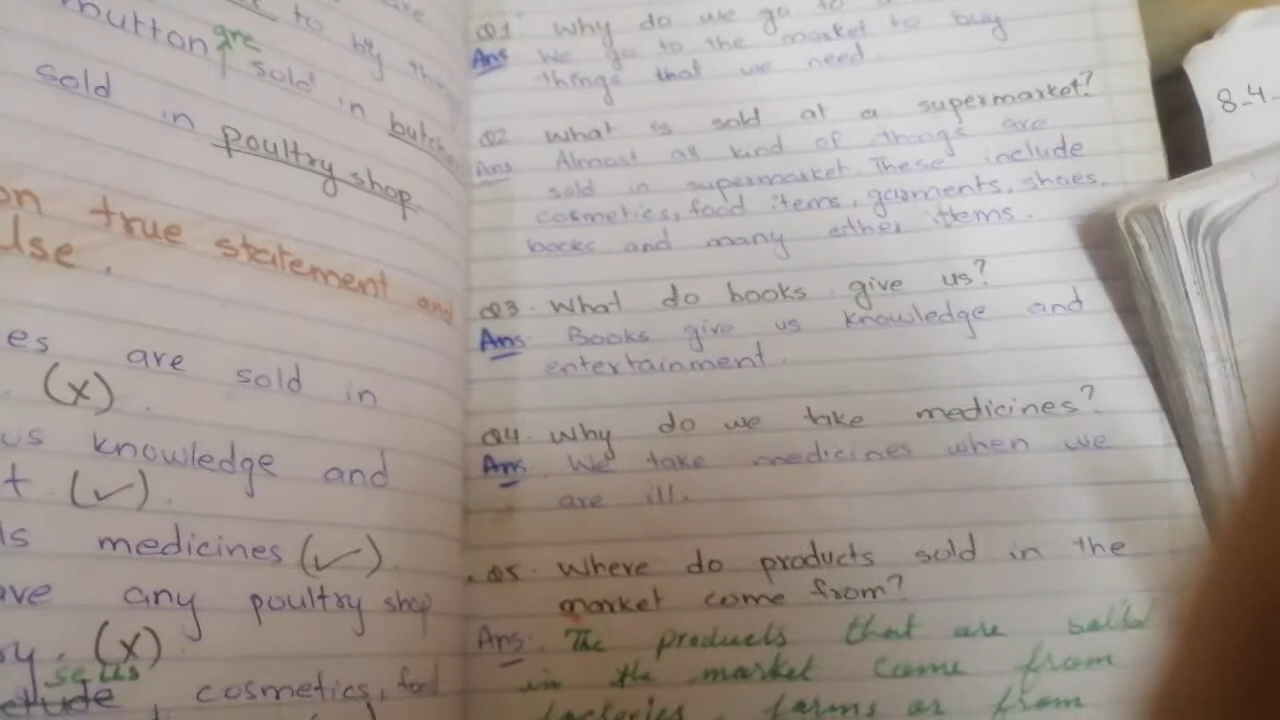 to by
button are sold in butche
sold in poultry shop
on true statement and
lse.
es are sold in
(x).
us knowledge and
t (✓).
ls medicines (✓)
ave any poultry shop
y. (x)
cosmetics, food
Q1. Why do we go to
Ans We go to the market to buy
things that we need.
Q2. What is sold at a supermarket?
Ans Almost all kind of things are
sold in supermarket. These include
cosmetics, food items, garments, shoes,
books and many other items.
Q3. What do books give us?
Ans. Books give us knowledge and
entertainment.
Q4. Why do we take medicines?
Ans. We take medicines when we
are ill.
Q5. Where do products sold in the
market come from?
Ans. The products that are
in the market come from
factories, farms or from
8-4-